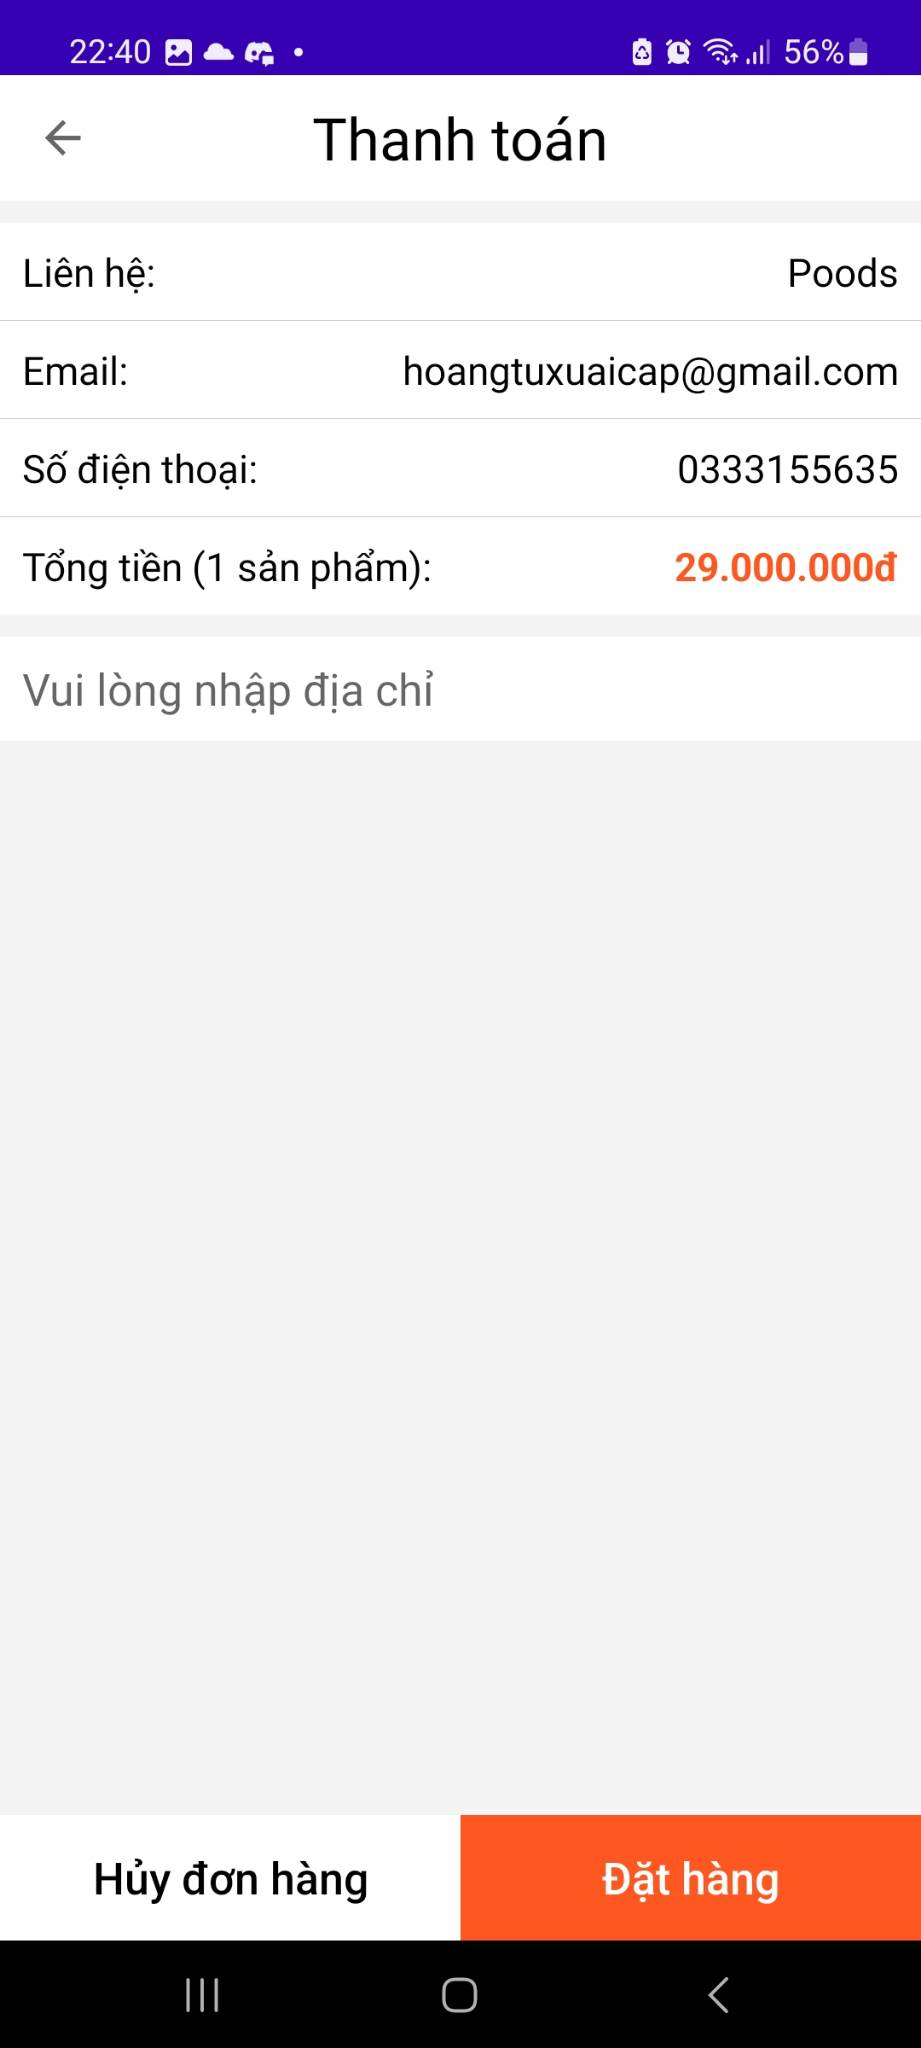 22:40 56%
Thanh toán
Liên hệ: Poods
Email: hoangtuxuaicap@gmail.com
Số điện thoại: 0333155635
Tổng tiền (1 sản phẩm): 29.000.000đ
Vui lòng nhập địa chỉ
Hủy đơn hàng Đặt hàng